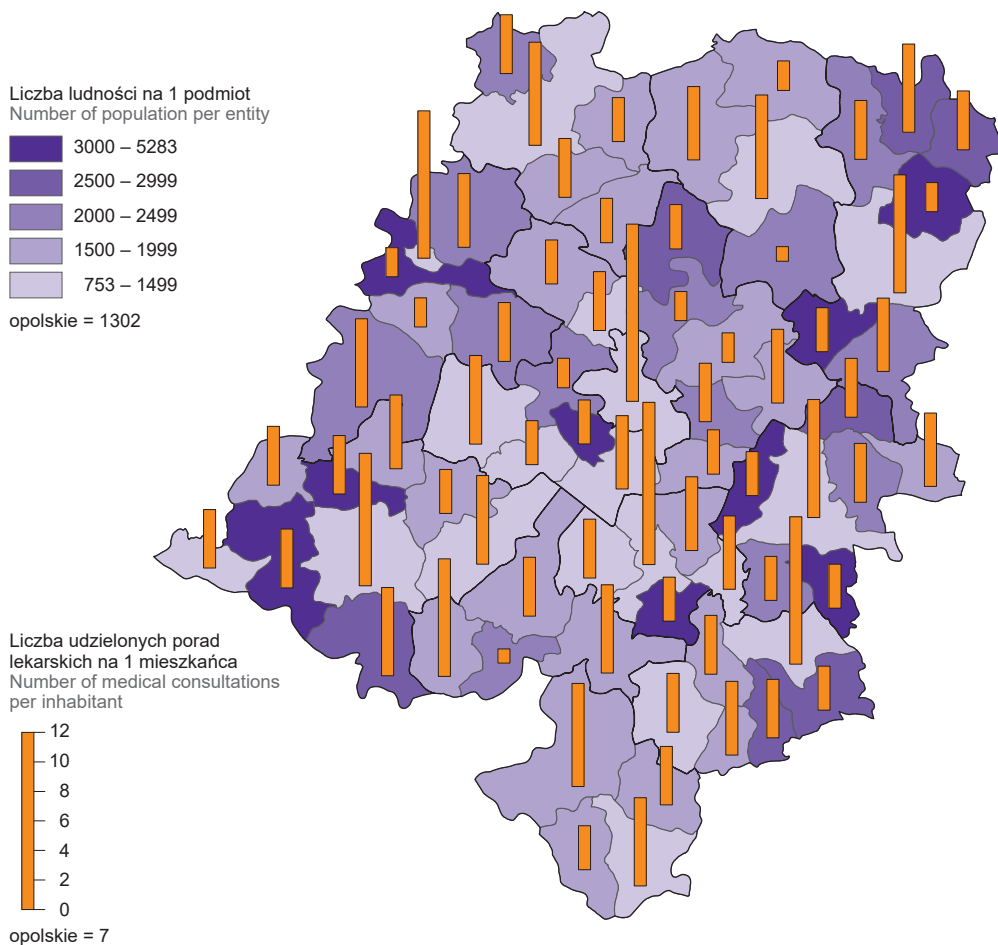 Liczba ludności na 1 podmiot
Number of population per entity
3000 – 5283
2500 – 2999
2000 – 2499
1500 – 1999
753 – 1499
opolskie = 1302
Liczba udzielonych porad
lekarskich na 1 mieszkańca
Number of medical consultations
per inhabitant
12
10
8
6
4
2
0
opolskie = 7